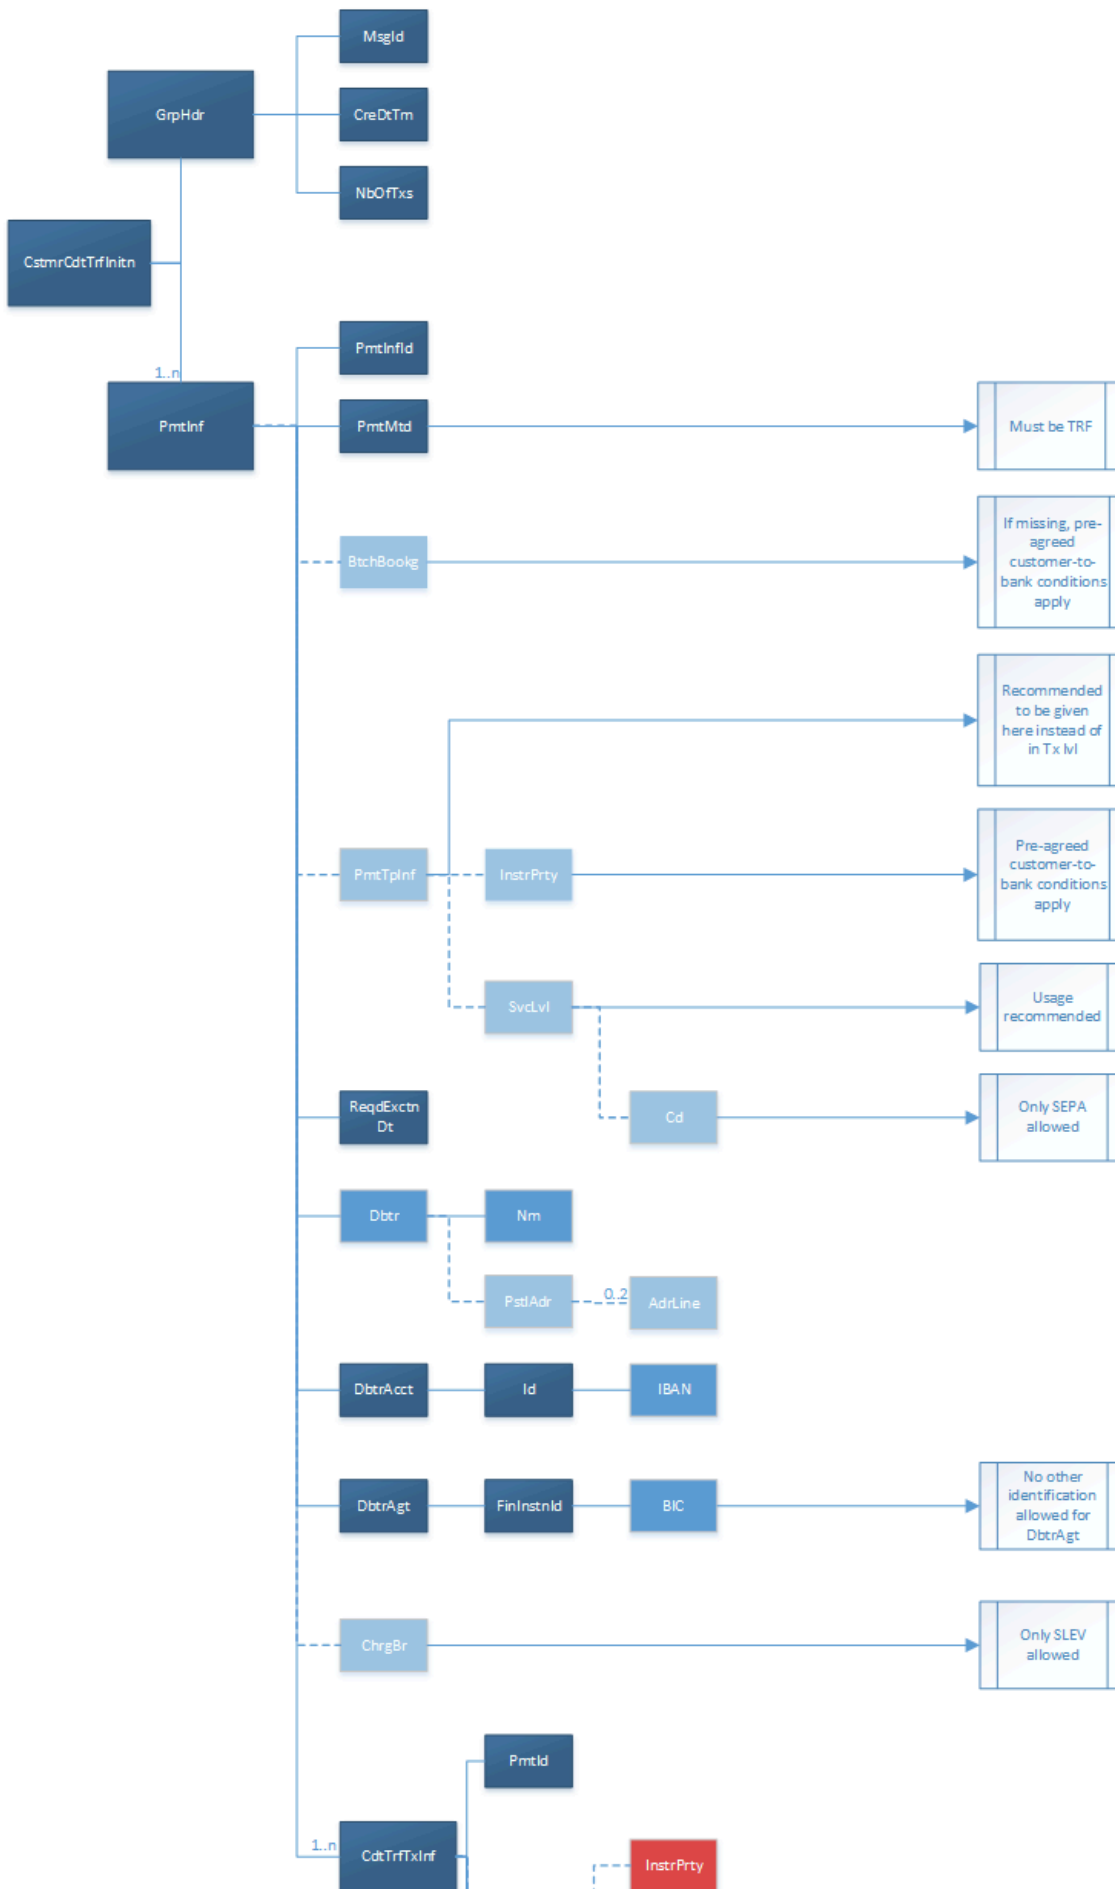 MsgId
GrpHdr
CreDtTm
NbOfTxs
CstmrCdtTrfInitn
PmtInfId
1..n
PmtInf
PmtMtd
Must be TRF
If missing, pre-
agreed
customer-to-
bank conditions
apply
BtchBookg
Recommended
to be given
here instead of
in Tx lvl
Pre-agreed
customer-to-
bank conditions
apply
PmtTpInf
InstrPrty
SvcLvl
Usage
recommended
ReqdExctn
Dt
Cd
Only SEPA
allowed
Dbtr
Nm
PstlAdr
0..2
AdrLine
DbtrAcct
Id
IBAN
DbtrAgt
FinInstnId
BIC
No other
identification
allowed for
DbtrAgt
ChrgBr
Only SLEV
allowed
PmtId
1..n
CdtTrfTxInf
InstrPrty